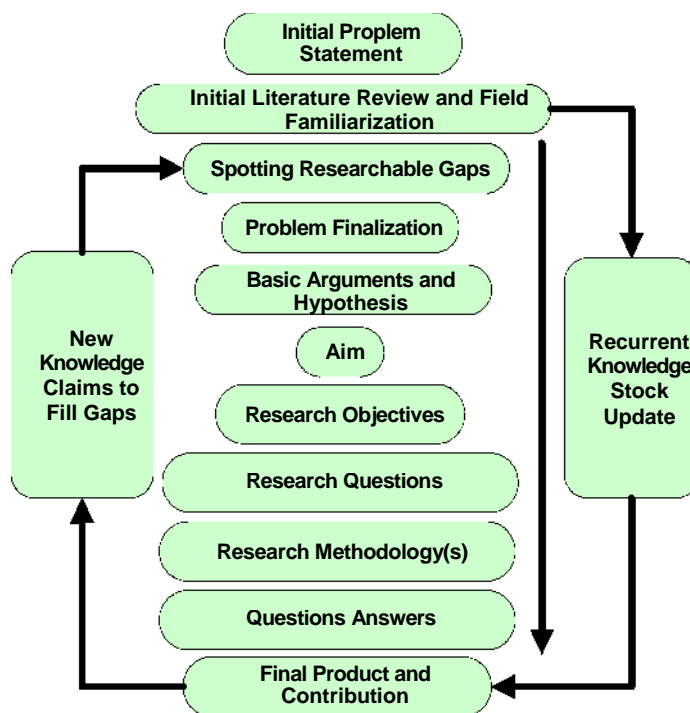 Initial Proplem
Statement
Initial Literature Review and Field
Familiarization
Spotting Researchable Gaps
Problem Finalization
Basic Arguments and
Hypothesis
Aim
Research Objectives
Research Questions
Research Methodology(s)
Questions Answers
Final Product and
Contribution
New
Knowledge
Claims to
Fill Gaps
Recurrent
Knowledge
Stock
Update